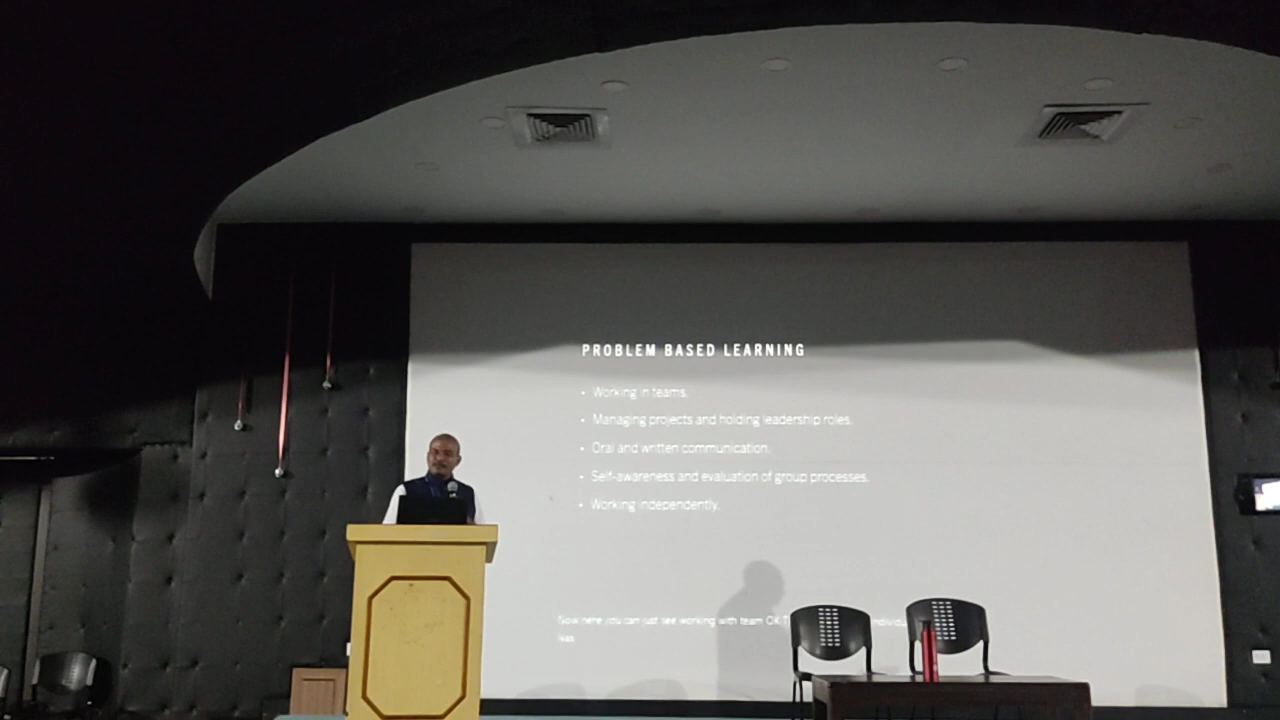 PROBLEM BASED LEARNING
• Working in teams.
• Managing projects and holding leadership roles.
• Oral and written communication.
• Self-awareness and evaluation of group processes.
• Working independently.
Now here you can just see working with team OK